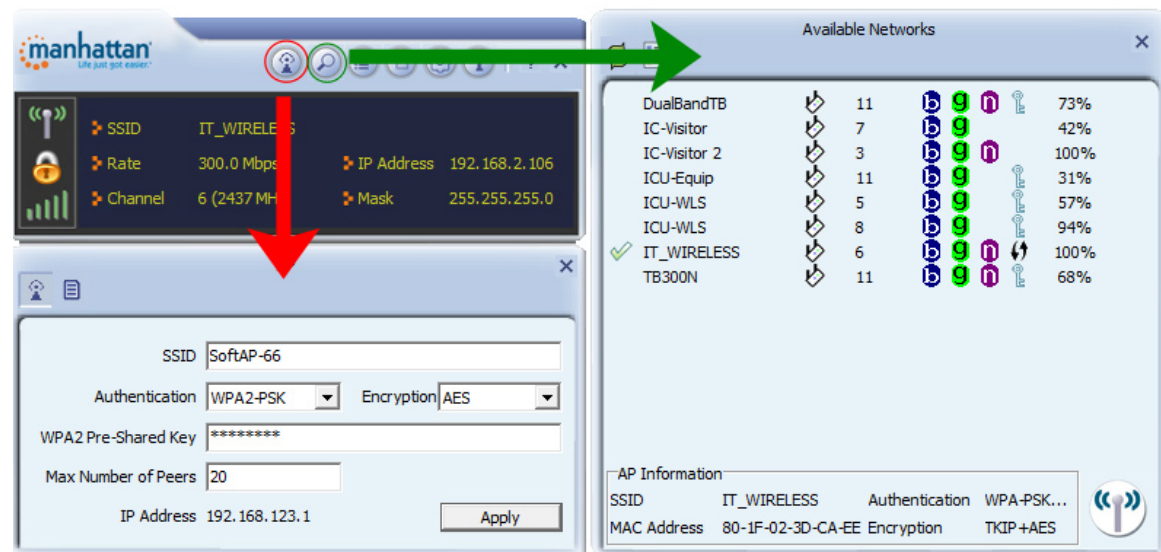 manhattan
Life just got easier.
SSID IT_WIRELESS
Rate 300.0 Mbps IP Address 192.168.2.106
Channel 6 (2437 MH Mask 255.255.255.0
SSID SoftAP-66
Authentication WPA2-PSK Encryption AES
WPA2 Pre-Shared Key ********
Max Number of Peers 20
IP Address 192.168.123.1 Apply
Available Networks
DualBandTB 11 b g n 73%
IC-Visitor 7 b g 42%
IC-Visitor 2 3 b g n 100%
ICU-Equip 11 b g 31%
ICU-WLS 5 b g 57%
ICU-WLS 8 b g 94%
IT_WIRELESS 6 b g n 100%
TB300N 11 b g n 68%
AP Information
SSID IT_WIRELESS Authentication WPA-PSK...
MAC Address 80-1F-02-3D-CA-EE Encryption TKIP+AES